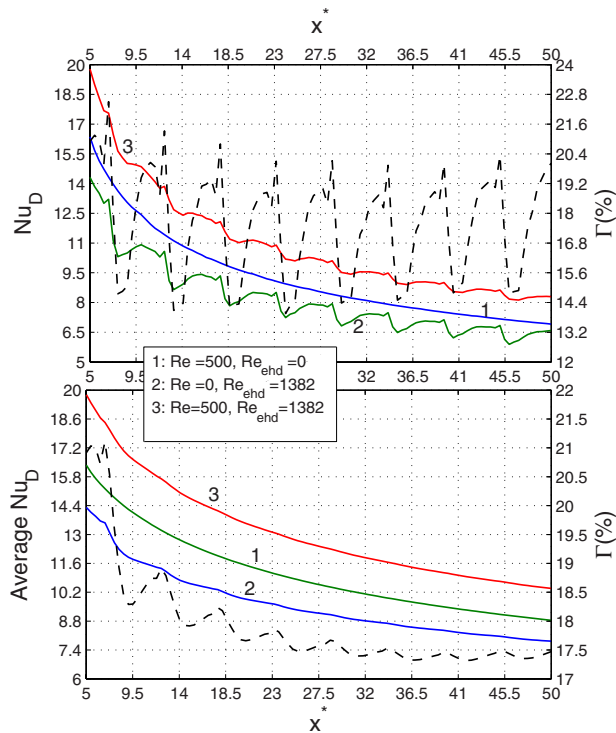 x*
5 9.5 14 18.5 23 27.5 32 36.5 41 45.5 50
20 24
18.5 22.8
17 21.6
15.5 20.4
14 19.2
12.5 18
11 16.8
9.5 15.6
8 14.4
6.5 13.2
5 12
Nu_D
Γ(%)
3
1
2
5 9.5 32 36.5 41 45.5 50
1: Re =500, Re_ehd =0
2: Re =0, Re_ehd =1382
3: Re=500, Re_ehd=1382
20 22
18.6 21.5
17.2 21
15.8 20.5
14.4 20
13 19.5
11.6 19
10.2 18.5
8.8 18
7.4 17.5
6 17
Average Nu_D
Γ(%)
3
1
2
5 9.5 14 18.5 23 27.5 32 36.5 41 45.5 50
x*